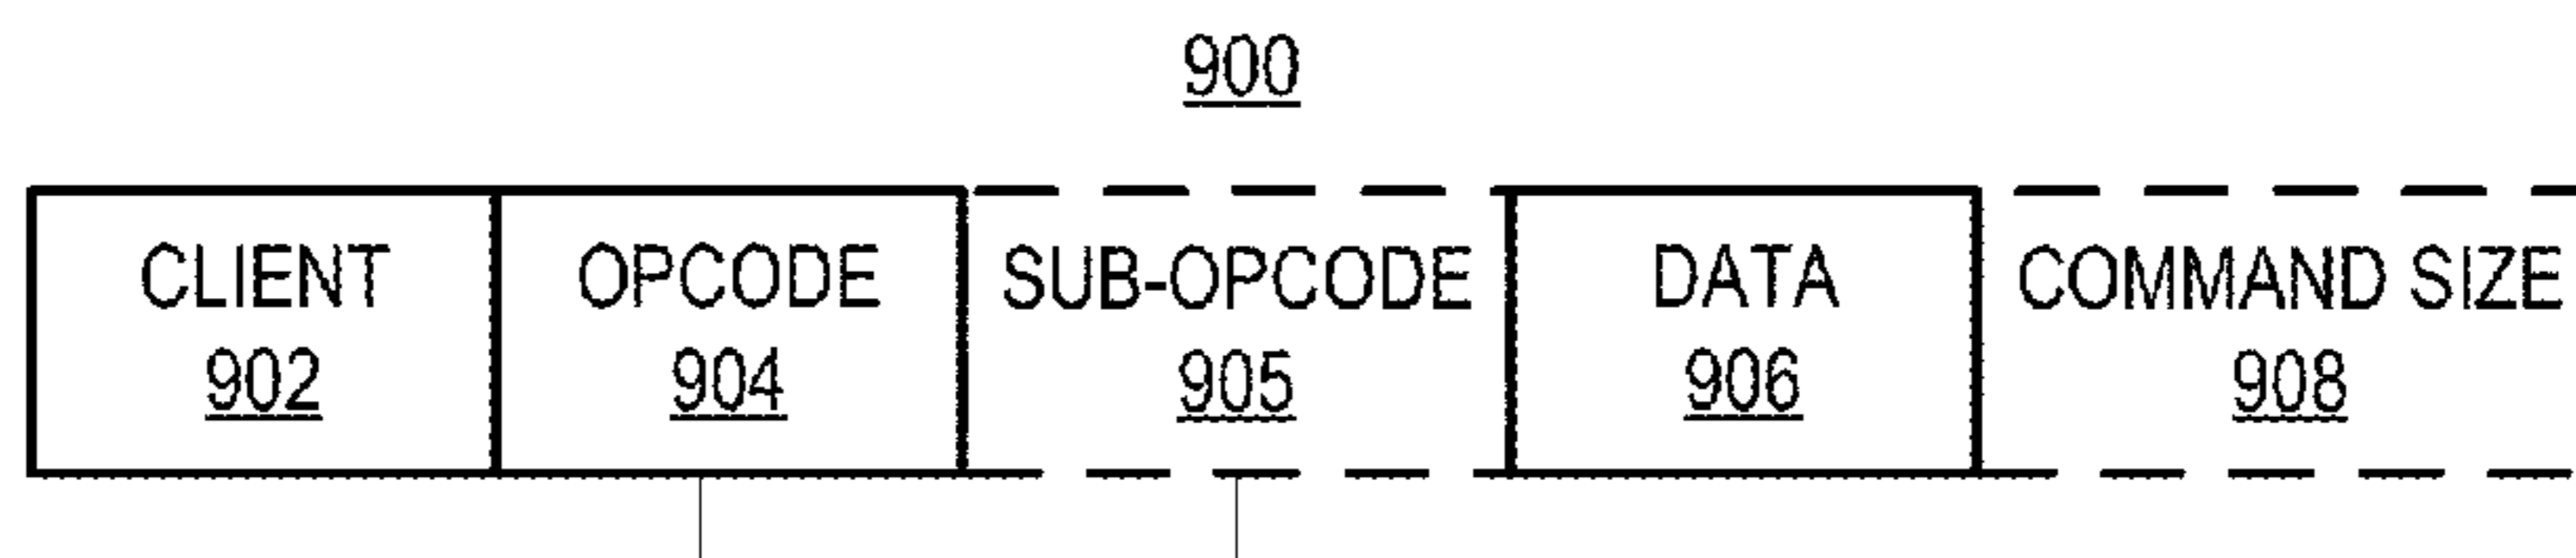 900
CLIENT OPCODE SUB-OPCODE DATA COMMAND SIZE
902 904 905 906 908